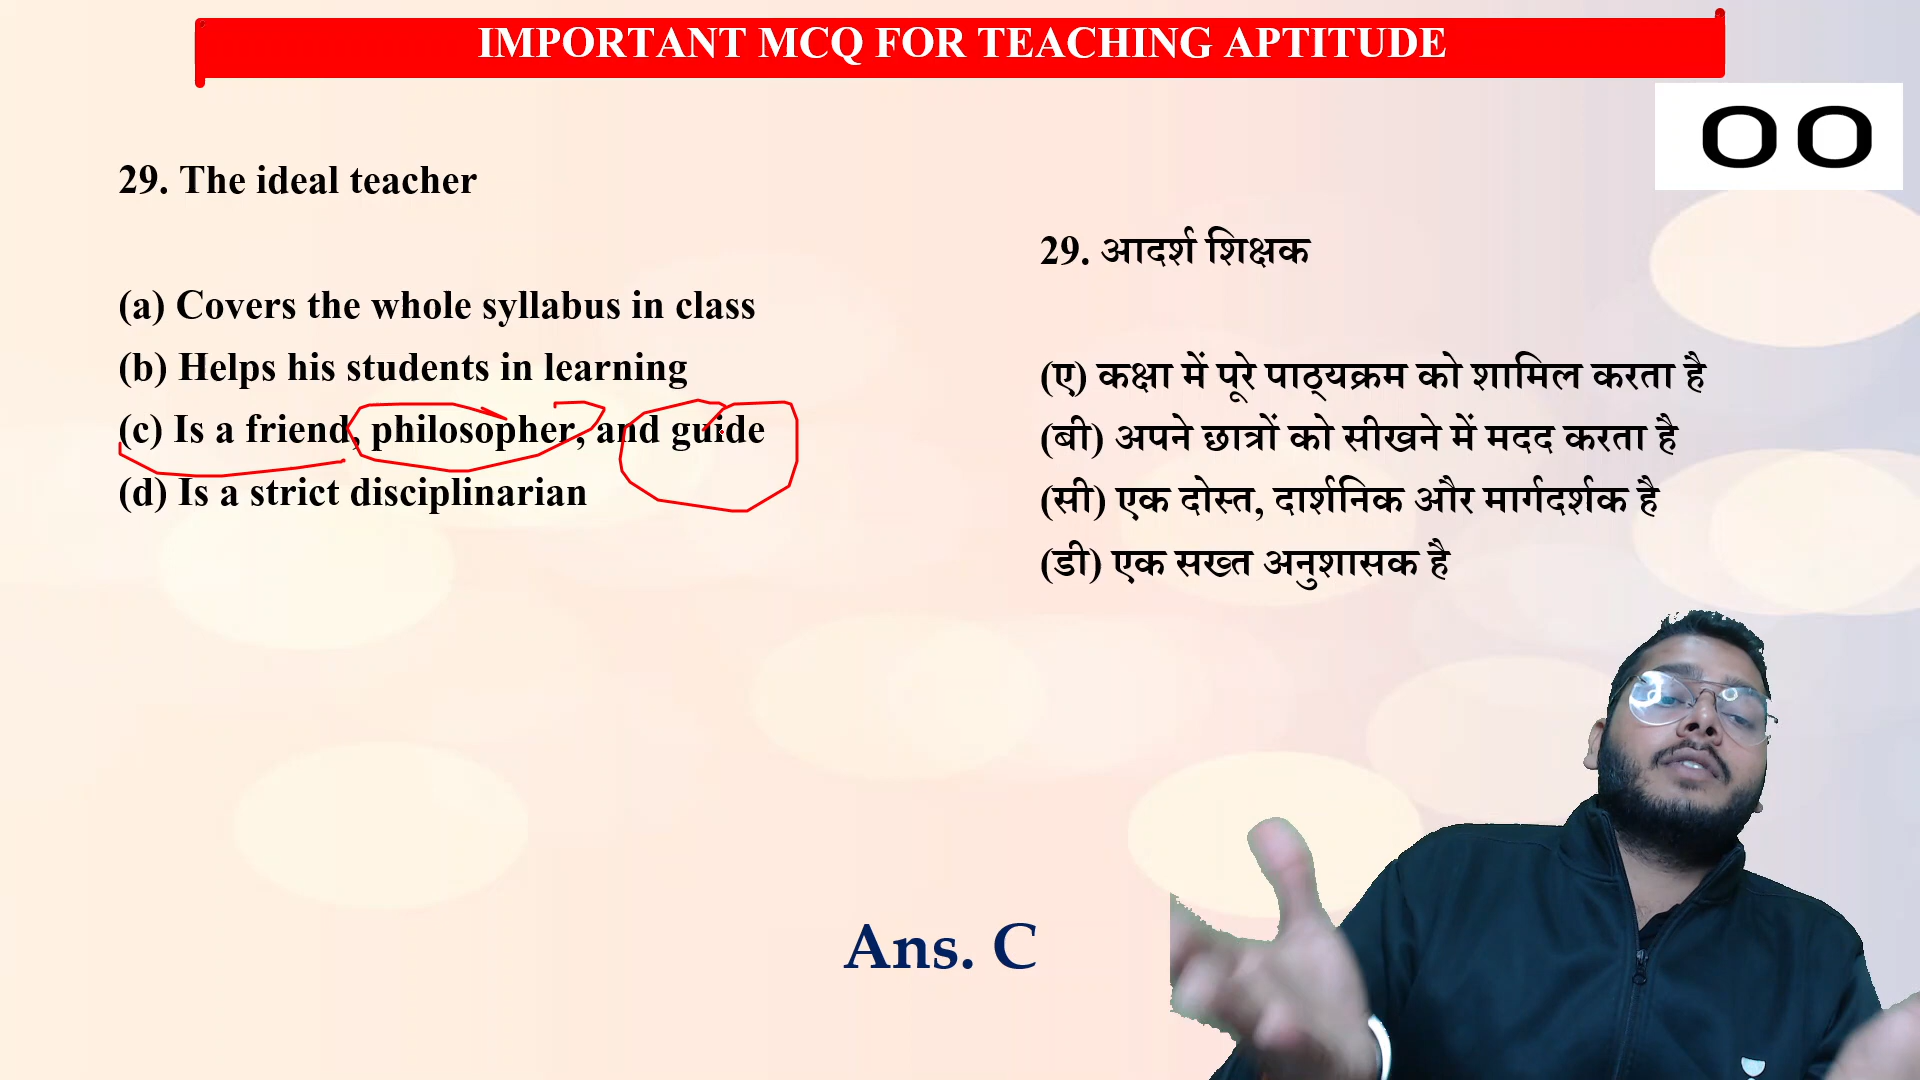 IMPORTANT MCQ FOR TEACHING APTITUDE
00
29. The ideal teacher
(a) Covers the whole syllabus in class
(b) Helps his students in learning
(c) Is a friend, philosopher, and guide
(d) Is a strict disciplinarian
29. आदर्श शिक्षक
(ए) कक्षा में पूरे पाठ्यक्रम को शामिल करता है
(बी) अपने छात्रों को सीखने में मदद करता है
(सी) एक दोस्त, दार्शनिक और मार्गदर्शक है
(डी) एक सख्त अनुशासक है
Ans. C